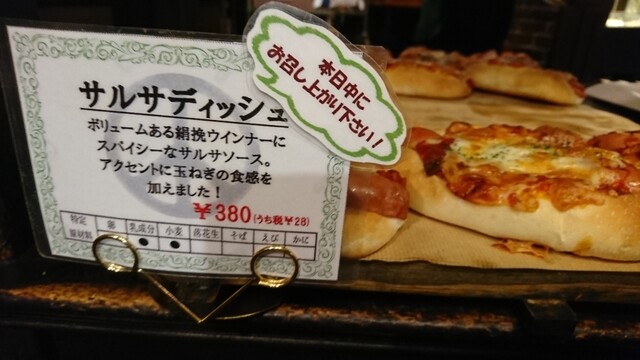 本日中に
お召し上がり下さい！
サルサディッシュ
ボリュームある絹挽ウインナーに
スパイシーなサルサソース。
アクセントに玉ねぎの食感を
加えました！
￥380(うち税￥28)
特定原材料 卵 乳成分 小麦 落花生 そば えび かに
● ●